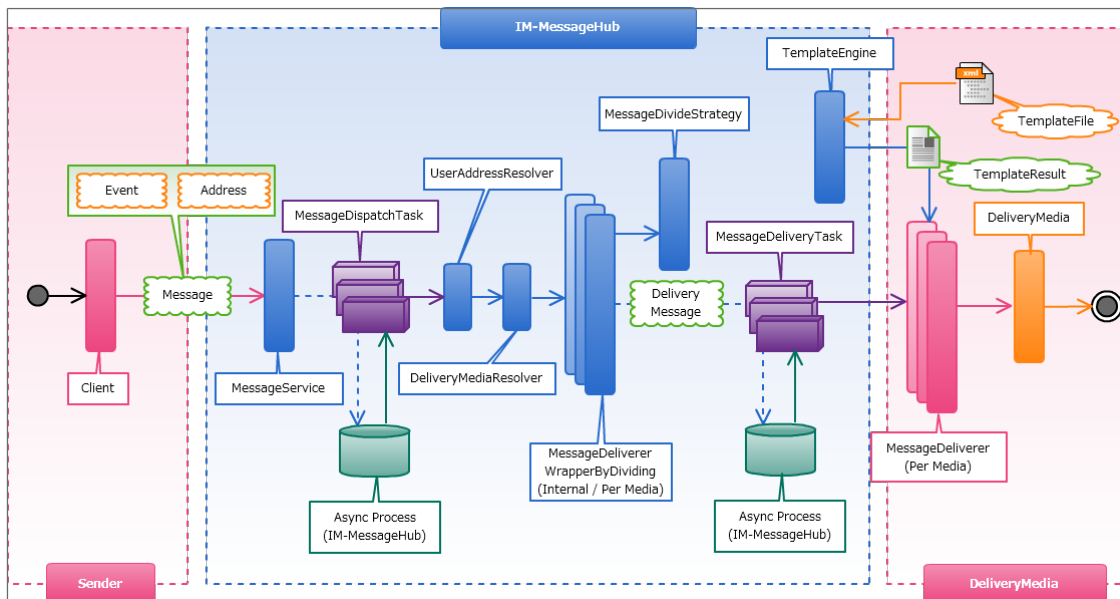 IM-MessageHub
TemplateEngine
xml
TemplateFile
MessageDivideStrategy
TemplateResult
UserAddressResolver
Event
Address
MessageDispatchTask
DeliveryMedia
MessageDeliveryTask
Message
Delivery
Message
Client
MessageService
DeliveryMediaResolver
MessageDeliverer
WrapperByDividing
(Internal / Per Media)
MessageDeliverer
(Per Media)
Async Process
(IM-MessageHub)
Async Process
(IM-MessageHub)
Sender
DeliveryMedia